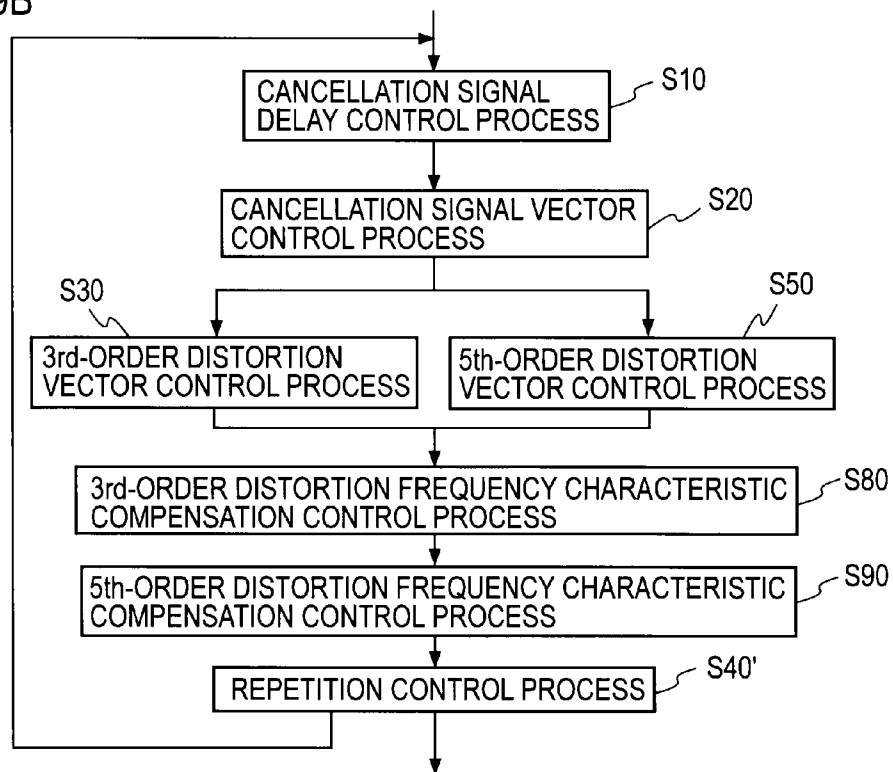 9B
CANCELLATION SIGNAL
DELAY CONTROL PROCESS
S10
CANCELLATION SIGNAL VECTOR
CONTROL PROCESS
S20
S30
3rd-ORDER DISTORTION
VECTOR CONTROL PROCESS
S50
5th-ORDER DISTORTION
VECTOR CONTROL PROCESS
3rd-ORDER DISTORTION FREQUENCY CHARACTERISTIC
COMPENSATION CONTROL PROCESS
S80
5th-ORDER DISTORTION FREQUENCY CHARACTERISTIC
COMPENSATION CONTROL PROCESS
S90
REPETITION CONTROL PROCESS
S40'